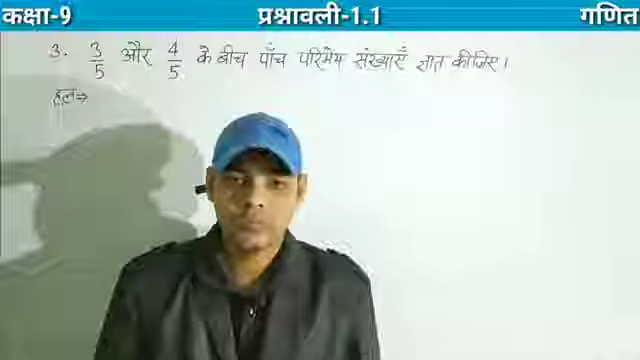 कक्षा-9 प्रश्नावली-1.1 गणित
3. 3/5 और 4/5 के बीच पाँच परिमेय संख्याएँ ज्ञात कीजिए।
हल⇒